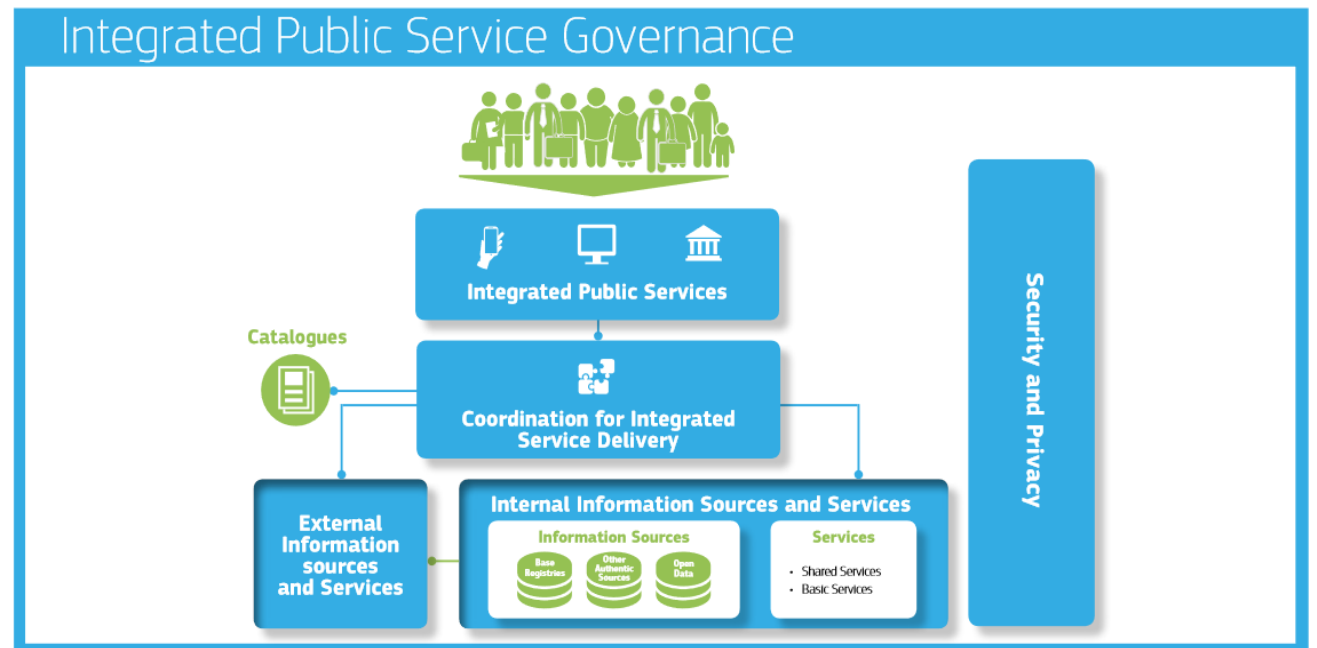 Integrated Public Service Governance
Integrated Public Services
Catalogues
Coordination for Integrated
Service Delivery
Security and Privacy
External
Information
sources
and Services
Internal Information Sources and Services
Information Sources
Base
Registries
Other
Authentic
Sources
Open
Data
Services
• Shared Services
• Basic Services